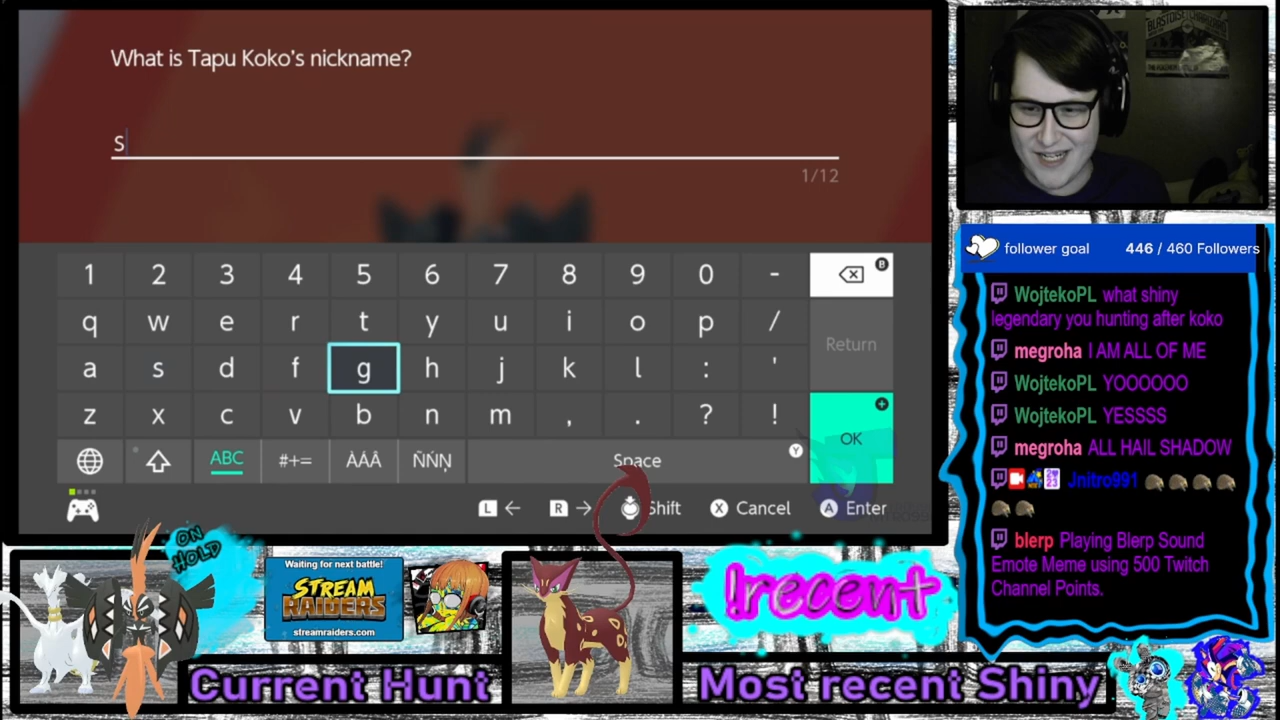 What is Tapu Koko's nickname?
S
1/12
1 2 3 4 5 6 7 8 9 0 - B
q w e r t y u i o p /
Return
a s d f g h j k l : '
z x c v b n m , . ? ! +
OK
ABC #+= ÀÁÂ ÑŃŅ Space Y
L ← R → Shift X Cancel A Enter
BLASTOISE
follower goal 446 / 460 Followers
WojtekoPL what shiny
legendary you hunting after koko
megroha I AM ALL OF ME
WojtekoPL YOOOOOO
WojtekoPL YESSSS
megroha ALL HAIL SHADOW
Jnitro991
blerp Playing Blerp Sound
Emote Meme using 500 Twitch
Channel Points.
ON
HOLD
Waiting for next battle!
STREAM
RAIDERS
streamraiders.com
!recent
Current Hunt
Most recent Shiny